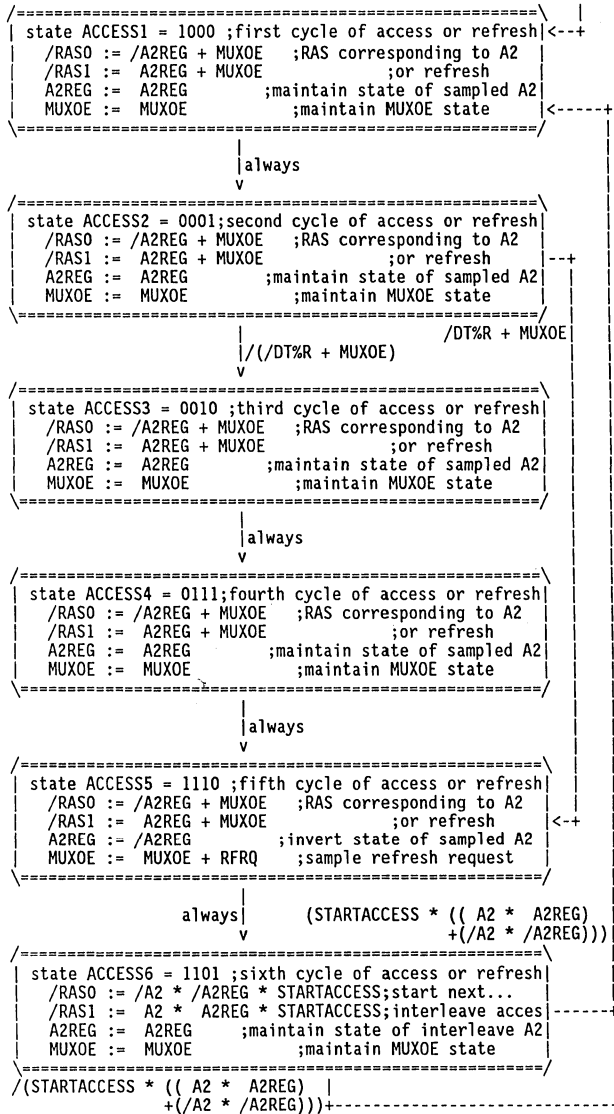 state ACCESS1 = 1000 ;first cycle of access or refresh
/RAS0 := /A2REG + MUXOE ;RAS corresponding to A2
/RAS1 := A2REG + MUXOE ;or refresh
A2REG := A2REG ;maintain state of sampled A2
MUXOE := MUXOE ;maintain MUXOE state
always
v
state ACCESS2 = 0001;second cycle of access or refresh
/RAS0 := /A2REG + MUXOE ;RAS corresponding to A2
/RAS1 := A2REG + MUXOE ;or refresh
A2REG := A2REG ;maintain state of sampled A2
MUXOE := MUXOE ;maintain MUXOE state
/DT%R + MUXOE
/(/DT%R + MUXOE)
v
state ACCESS3 = 0010 ;third cycle of access or refresh
/RAS0 := /A2REG + MUXOE ;RAS corresponding to A2
/RAS1 := A2REG + MUXOE ;or refresh
A2REG := A2REG ;maintain state of sampled A2
MUXOE := MUXOE ;maintain MUXOE state
always
v
state ACCESS4 = 0111;fourth cycle of access or refresh
/RAS0 := /A2REG + MUXOE ;RAS corresponding to A2
/RAS1 := A2REG + MUXOE ;or refresh
A2REG := A2REG ;maintain state of sampled A2
MUXOE := MUXOE ;maintain MUXOE state
always
v
state ACCESS5 = 1110 ;fifth cycle of access or refresh
/RAS0 := /A2REG + MUXOE ;RAS corresponding to A2
/RAS1 := A2REG + MUXOE ;or refresh
A2REG := /A2REG ;invert state of sampled A2
MUXOE := MUXOE + RFRQ ;sample refresh request
always (STARTACCESS * (( A2 * A2REG)
v +(/A2 * /A2REG)))
state ACCESS6 = 1101 ;sixth cycle of access or refresh
/RAS0 := /A2 * /A2REG * STARTACCESS;start next...
/RAS1 := A2 * A2REG * STARTACCESS;interleave acces
A2REG := A2REG ;maintain state of interleave A2
MUXOE := MUXOE ;maintain MUXOE state
/(STARTACCESS * (( A2 * A2REG)
+(/A2 * /A2REG)))